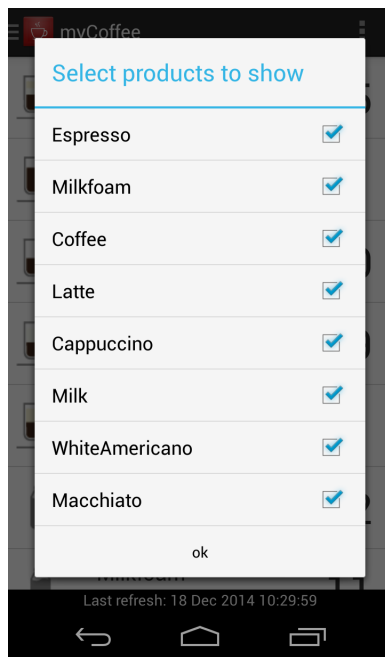 myCoffee
Select products to show
Espresso
Milkfoam
Coffee
Latte
Cappuccino
Milk
WhiteAmericano
Macchiato
ok
Milkfoam
Last refresh: 18 Dec 2014 10:29:59